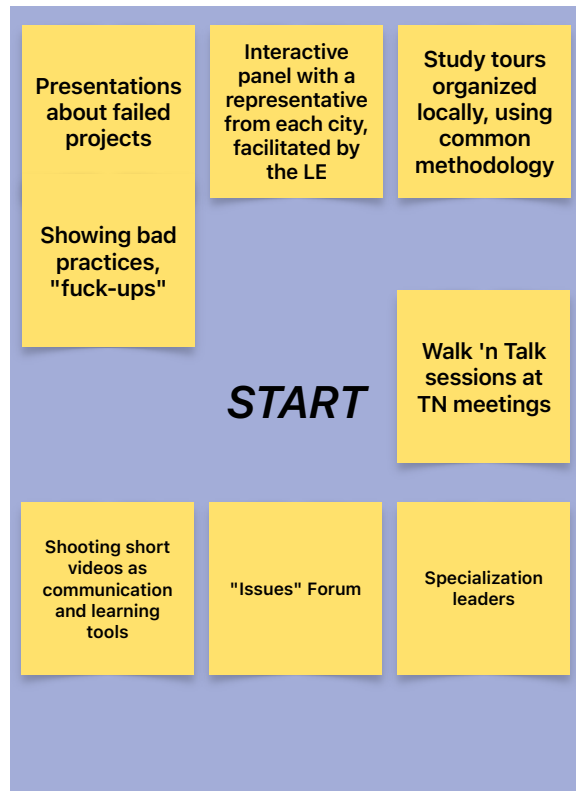 Presentations
about failed
projects
Interactive
panel with a
representative
from each city,
facilitated by
the LE
Study tours
organized
locally, using
common
methodology
Showing bad
practices,
"fuck-ups"
Walk 'n Talk
sessions at
TN meetings
START
Shooting short
videos as
communication
and learning
tools
"Issues" Forum
Specialization
leaders